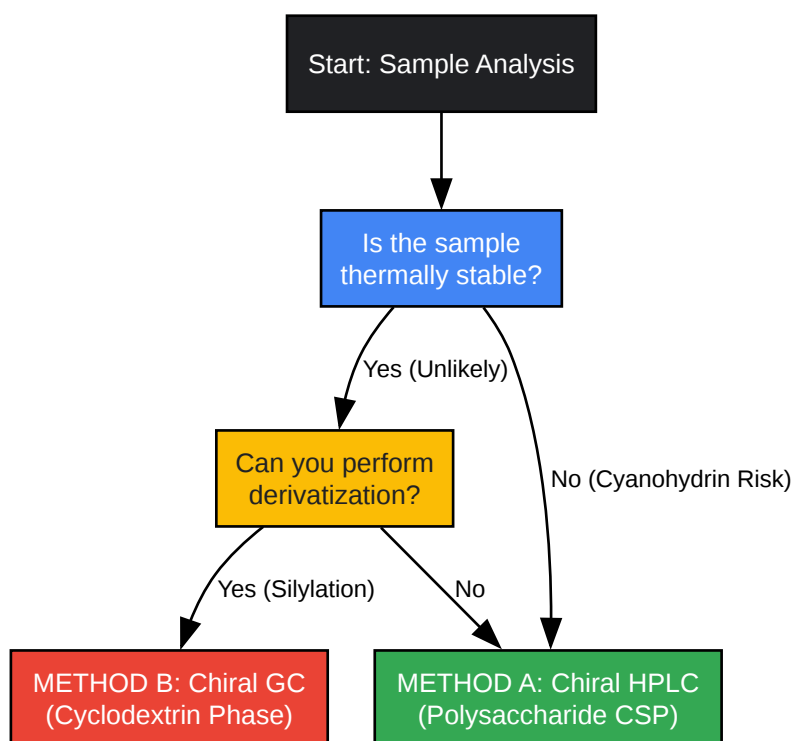 Start: Sample Analysis
Is the sample
thermally stable?
Yes (Unlikely)
Can you perform
derivatization?
No (Cyanohydrin Risk)
Yes (Silylation)
No
METHOD B: Chiral GC
(Cyclodextrin Phase)
METHOD A: Chiral HPLC
(Polysaccharide CSP)